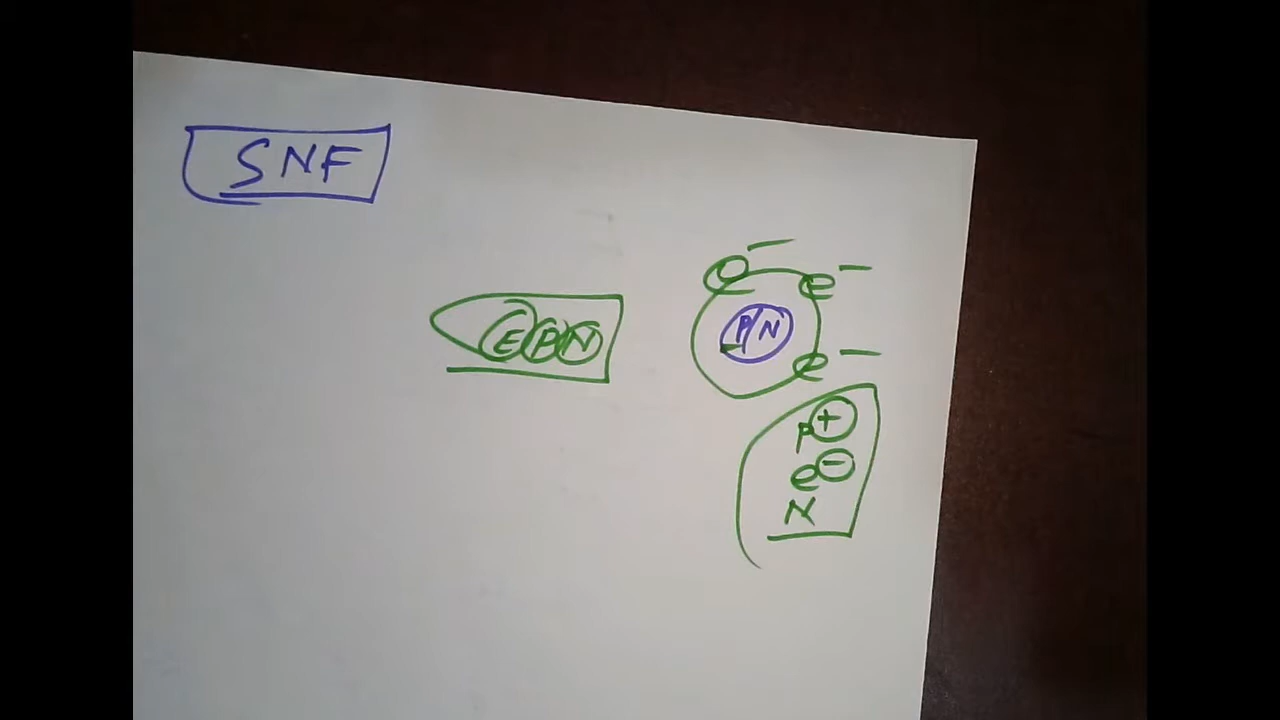 SNF
e⁻ e⁻
E P N
P/N
e⁻
P +
e -
N